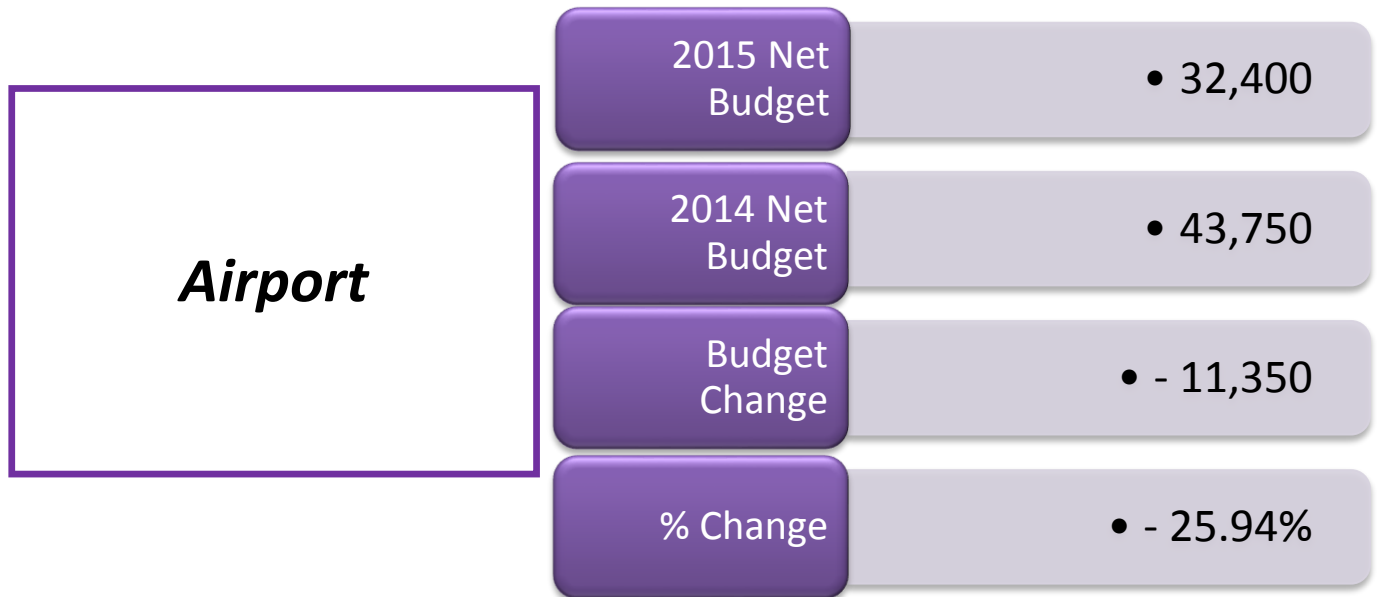 Airport
2015 Net
Budget
• 32,400
2014 Net
Budget
• 43,750
Budget
Change
• - 11,350
% Change
• - 25.94%